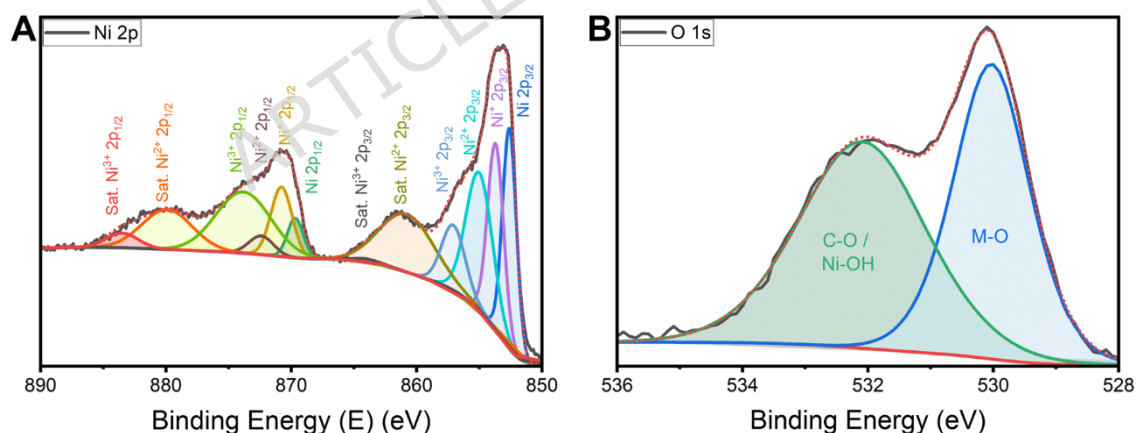 A
Ni 2p
Sat. Ni³⁺ 2p₁/₂
Sat. Ni²⁺ 2p₁/₂
Ni³⁺ 2p₁/₂
Ni²⁺ 2p₁/₂
2p₁/₂
Ni 2p₁/₂
Sat. Ni³⁺ 2p₃/₂
Sat. Ni²⁺ 2p₃/₂
Ni³⁺ 2p₃/₂
Ni²⁺ 2p₃/₂
Ni⁺ 2p₃/₂
Ni 2p₃/₂
ARTICLE
890
880
870
860
850
Binding Energy (E) (eV)
B
O 1s
C-O /
Ni-OH
M-O
536
534
532
530
528
Binding Energy (eV)